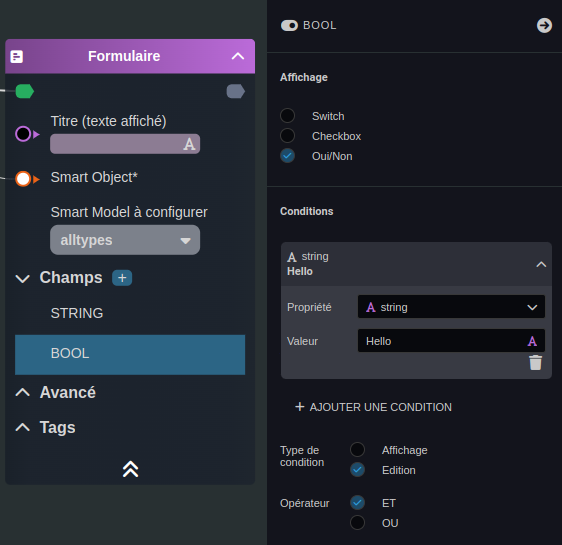 Formulaire
Titre (texte affiché)
A
Smart Object*
Smart Model à configurer
alltypes
Champs +
STRING
BOOL
Avancé
Tags
BOOL
Affichage
Switch
Checkbox
Oui/Non
Conditions
A string
Hello
Propriété A string
Valeur Hello A
+ AJOUTER UNE CONDITION
Type de
condition
Affichage
Edition
Opérateur ET
OU